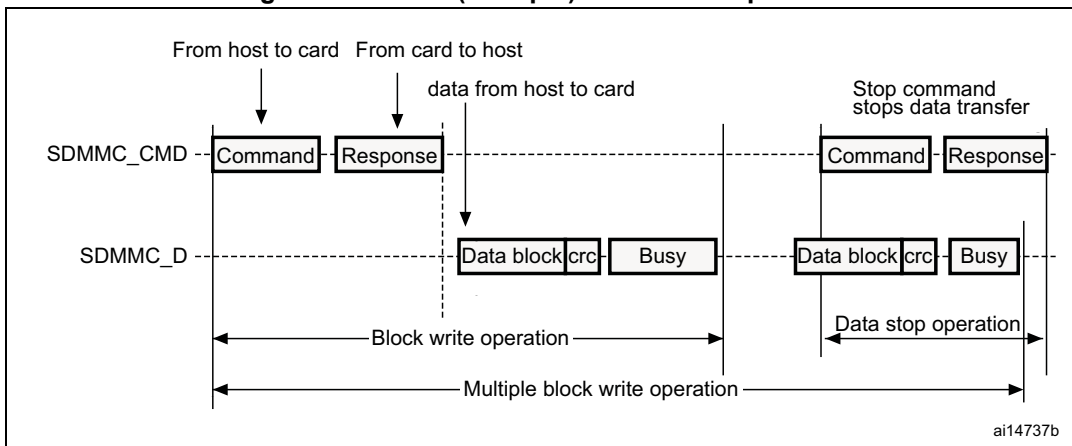 From host to card From card to host
data from host to card
Stop command
stops data transfer
SDMMC_CMD Command Response Command Response
SDMMC_D Data block crc Busy Data block crc Busy
Block write operation Data stop operation
Multiple block write operation
ai14737b